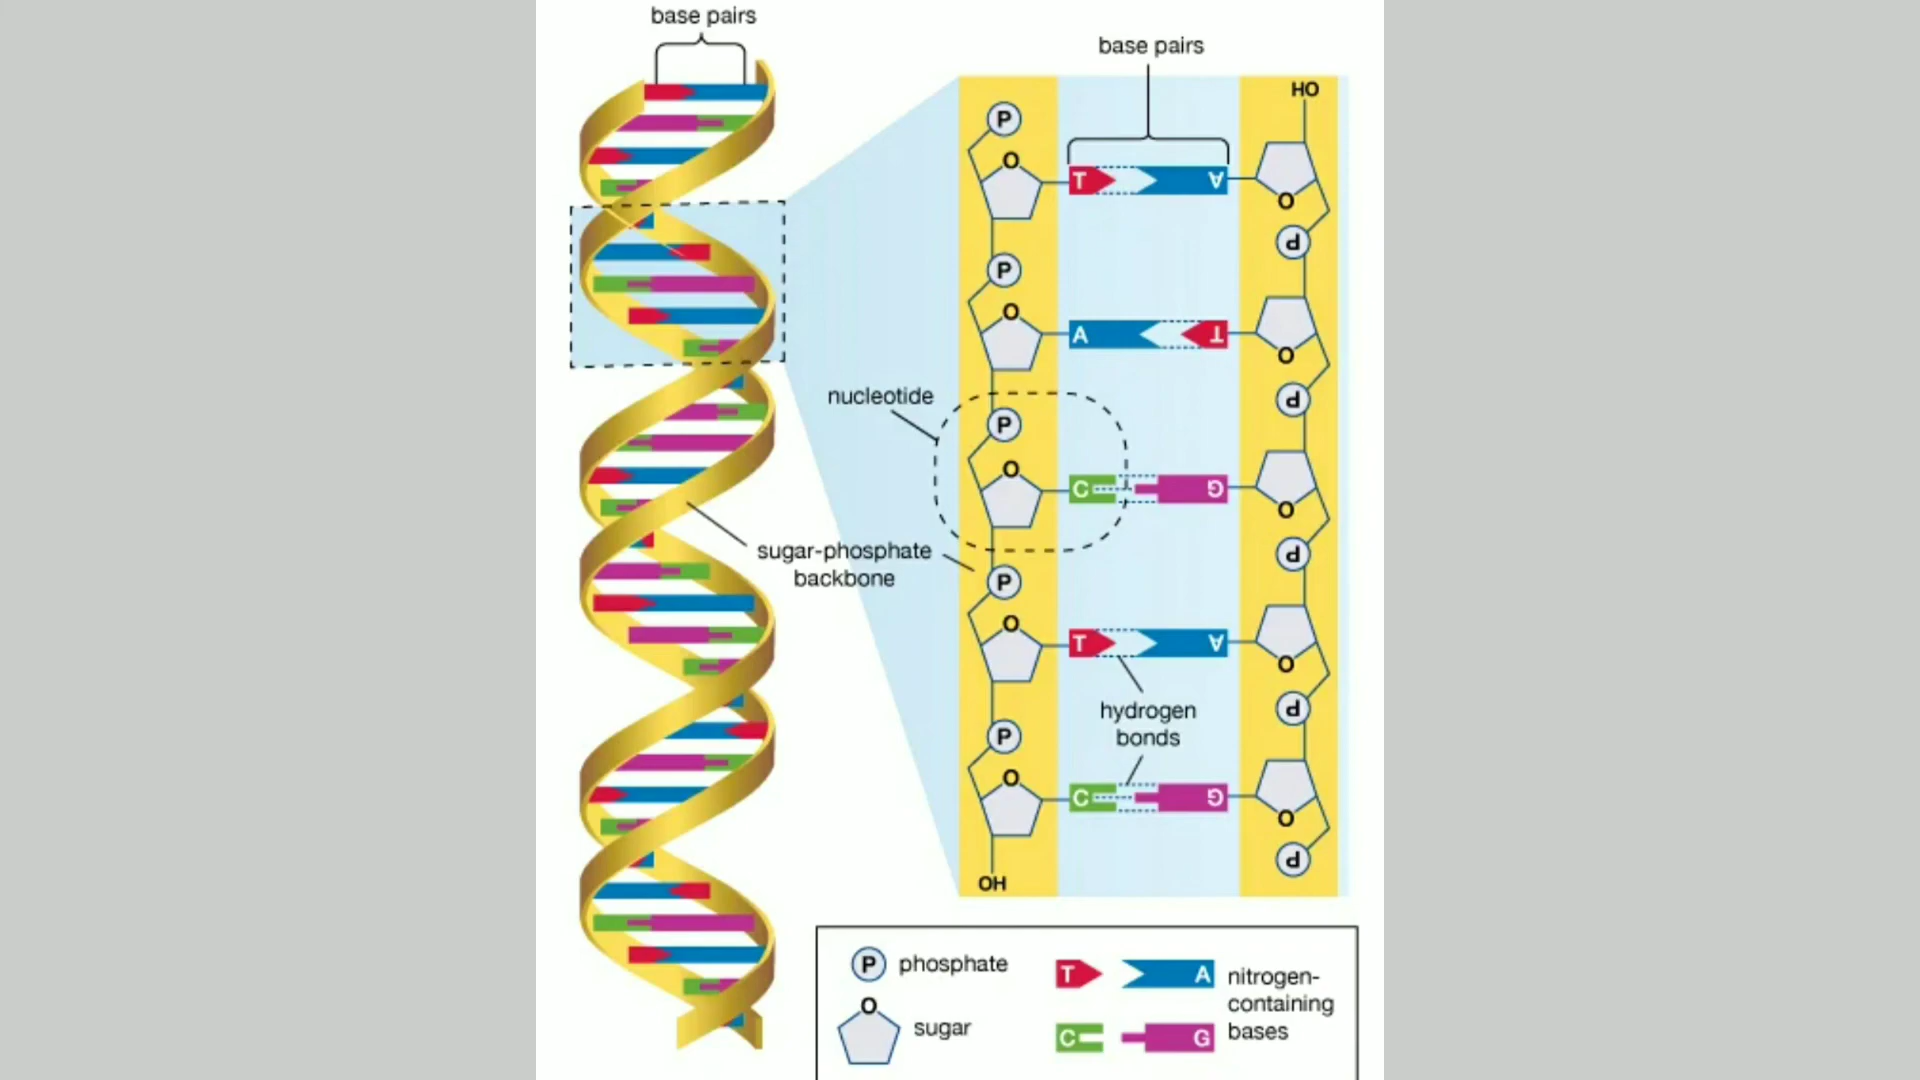 base pairs
base pairs
HO
P
O
T
A
O
P
P
O
A
T
O
P
nucleotide
P
O
C
G
O
P
sugar-phosphate
backbone
P
O
T
A
O
P
hydrogen
bonds
P
O
C
G
O
P
OH
P
phosphate
T
A
nitrogen-
containing
bases
O
sugar
C
G